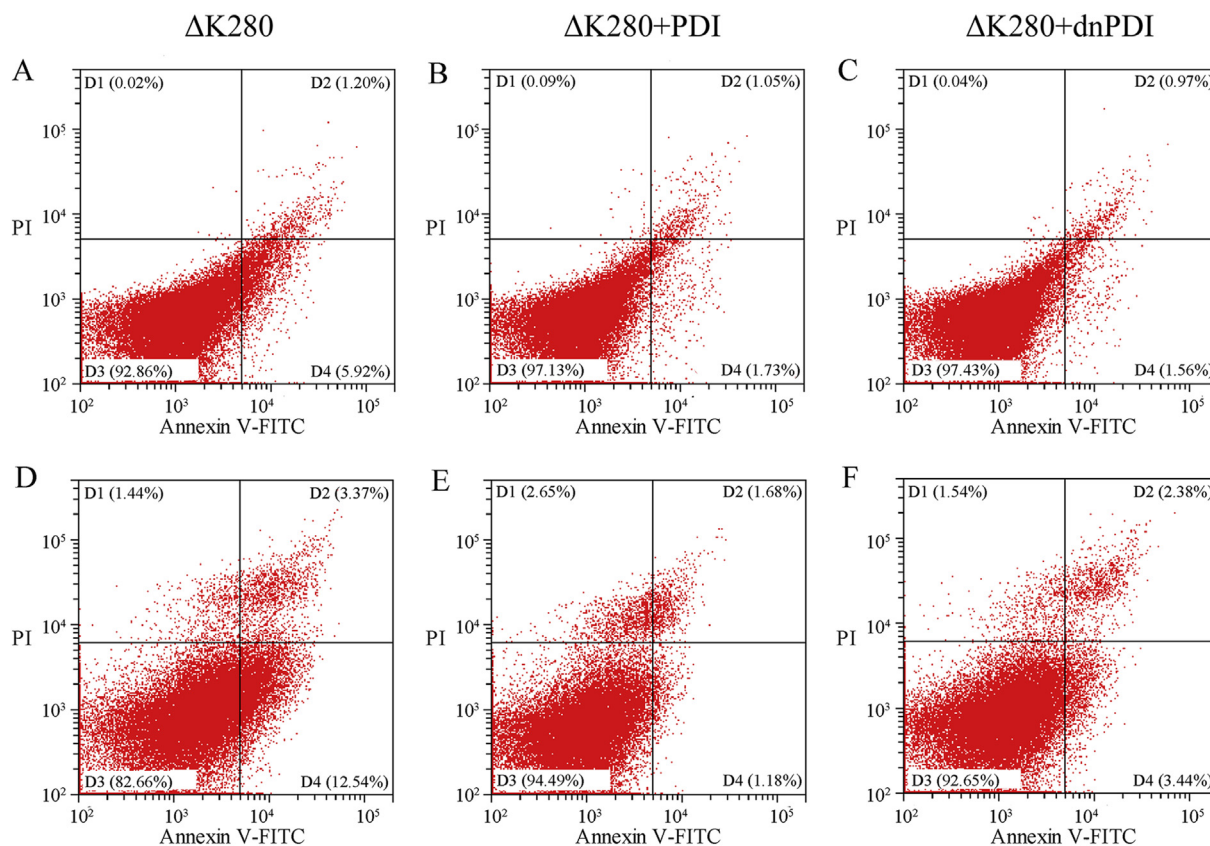 ΔK280
ΔK280+PDI
ΔK280+dnPDI
A
D1 (0.02%)
D2 (1.20%)
10⁵
10⁴
PI
10³
D3 (92.86%)
D4 (5.92%)
10²
10² 10³ 10⁴ 10⁵
Annexin V-FITC
B
D1 (0.09%)
D2 (1.05%)
10⁵
10⁴
PI
10³
D3 (97.13%)
D4 (1.73%)
10²
10² 10³ 10⁴ 10⁵
Annexin V-FITC
C
D1 (0.04%)
D2 (0.97%)
10⁵
10⁴
PI
10³
D3 (97.43%)
D4 (1.56%)
10²
10² 10³ 10⁴ 10⁵
Annexin V-FITC
D
D1 (1.44%)
D2 (3.37%)
10⁵
10⁴
PI
10³
D3 (82.66%)
D4 (12.54%)
10²
10² 10³ 10⁴ 10⁵
Annexin V-FITC
E
D1 (2.65%)
D2 (1.68%)
10⁵
10⁴
PI
10³
D3 (94.49%)
D4 (1.18%)
10²
10² 10³ 10⁴ 10⁵
Annexin V-FITC
F
D1 (1.54%)
D2 (2.38%)
10⁵
10⁴
PI
10³
D3 (92.65%)
D4 (3.44%)
10²
10² 10³ 10⁴ 10⁵
Annexin V-FITC